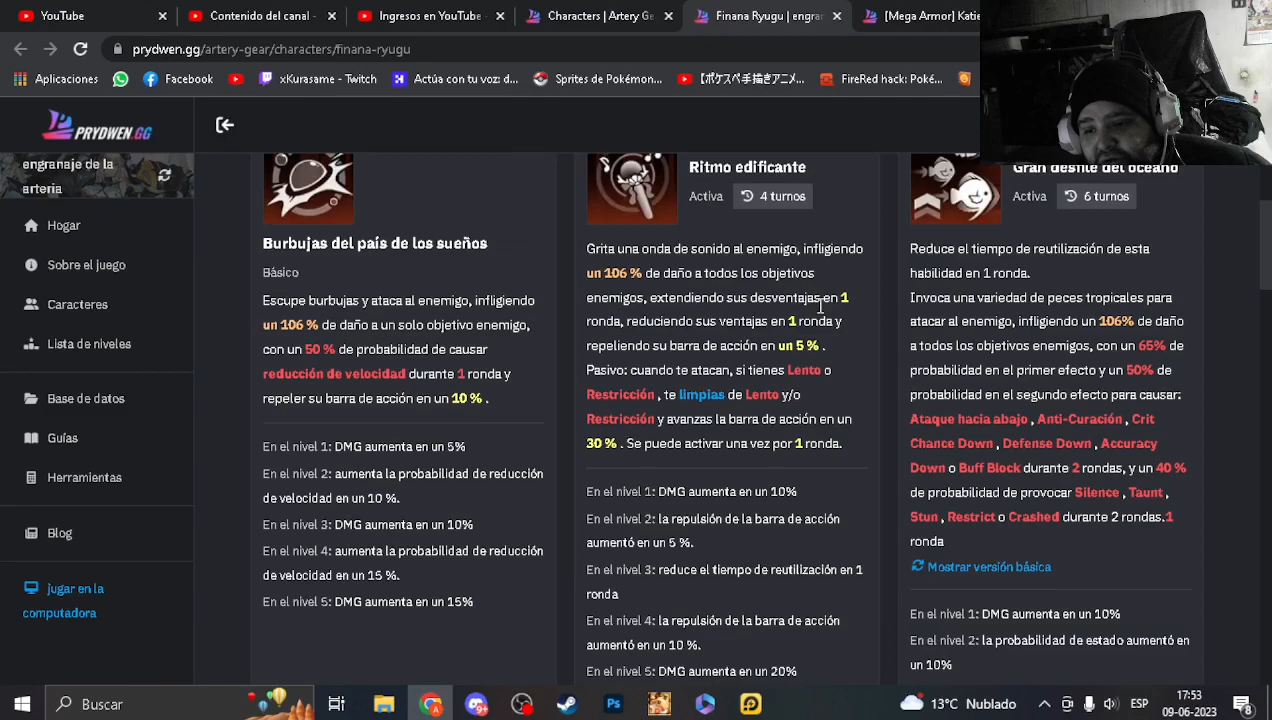 YouTube
Contenido del canal -
Ingresos en YouTube -
Characters | Artery Ge
Finana Ryugu | engran
[Mega Armor] Katie
prydwen.gg/artery-gear/characters/finana-ryugu
Aplicaciones
Facebook
xKurasame - Twitch
Actúa con tu voz: d...
Sprites de Pokémon...
【ポケスペ手描きアニメ...
FireRed hack: Poké...
PRYDWEN.GG
engranaje de la
arteria
Hogar
Sobre el juego
Caracteres
Lista de niveles
Base de datos
Guías
Herramientas
Blog
jugar en la
computadora
Burbujas del país de los sueños
Básico
Escupe burbujas y ataca al enemigo, infligiendo
un 106 % de daño a un solo objetivo enemigo,
con un 50 % de probabilidad de causar
reducción de velocidad durante 1 ronda y
repeler su barra de acción en un 10 % .
En el nivel 1: DMG aumenta en un 5%
En el nivel 2: aumenta la probabilidad de reducción
de velocidad en un 10 %.
En el nivel 3: DMG aumenta en un 10%
En el nivel 4: aumenta la probabilidad de reducción
de velocidad en un 15 %.
En el nivel 5: DMG aumenta en un 15%
Ritmo edificante
Activa
4 turnos
Grita una onda de sonido al enemigo, infligiendo
un 106 % de daño a todos los objetivos
enemigos, extendiendo sus desventajas en 1
ronda, reduciendo sus ventajas en 1 ronda y
repeliendo su barra de acción en un 5 % .
Pasivo: cuando te atacan, si tienes Lento o
Restricción , te limpias de Lento y/o
Restricción y avanzas la barra de acción en un
30 % . Se puede activar una vez por 1 ronda.
En el nivel 1: DMG aumenta en un 10%
En el nivel 2: la repulsión de la barra de acción
aumentó en un 5 %.
En el nivel 3: reduce el tiempo de reutilización en 1
ronda
En el nivel 4: la repulsión de la barra de acción
aumentó en un 10 %.
En el nivel 5: DMG aumenta en un 20%
Gran desfile del océano
Activa
6 turnos
Reduce el tiempo de reutilización de esta
habilidad en 1 ronda.
Invoca una variedad de peces tropicales para
atacar al enemigo, infligiendo un 106% de daño
a todos los objetivos enemigos, con un 65% de
probabilidad en el primer efecto y un 50% de
probabilidad en el segundo efecto para causar:
Ataque hacia abajo , Anti-Curación , Crit
Chance Down , Defense Down , Accuracy
Down o Buff Block durante 2 rondas, y un 40 %
de probabilidad de provocar Silence , Taunt ,
Stun , Restrict o Crashed durante 2 rondas.1
ronda
Mostrar versión básica
En el nivel 1: DMG aumenta en un 10%
En el nivel 2: la probabilidad de estado aumentó en
un 10%
Buscar
9+
Ps
13°C Nublado
ESP
17:53
09-06-2023
8